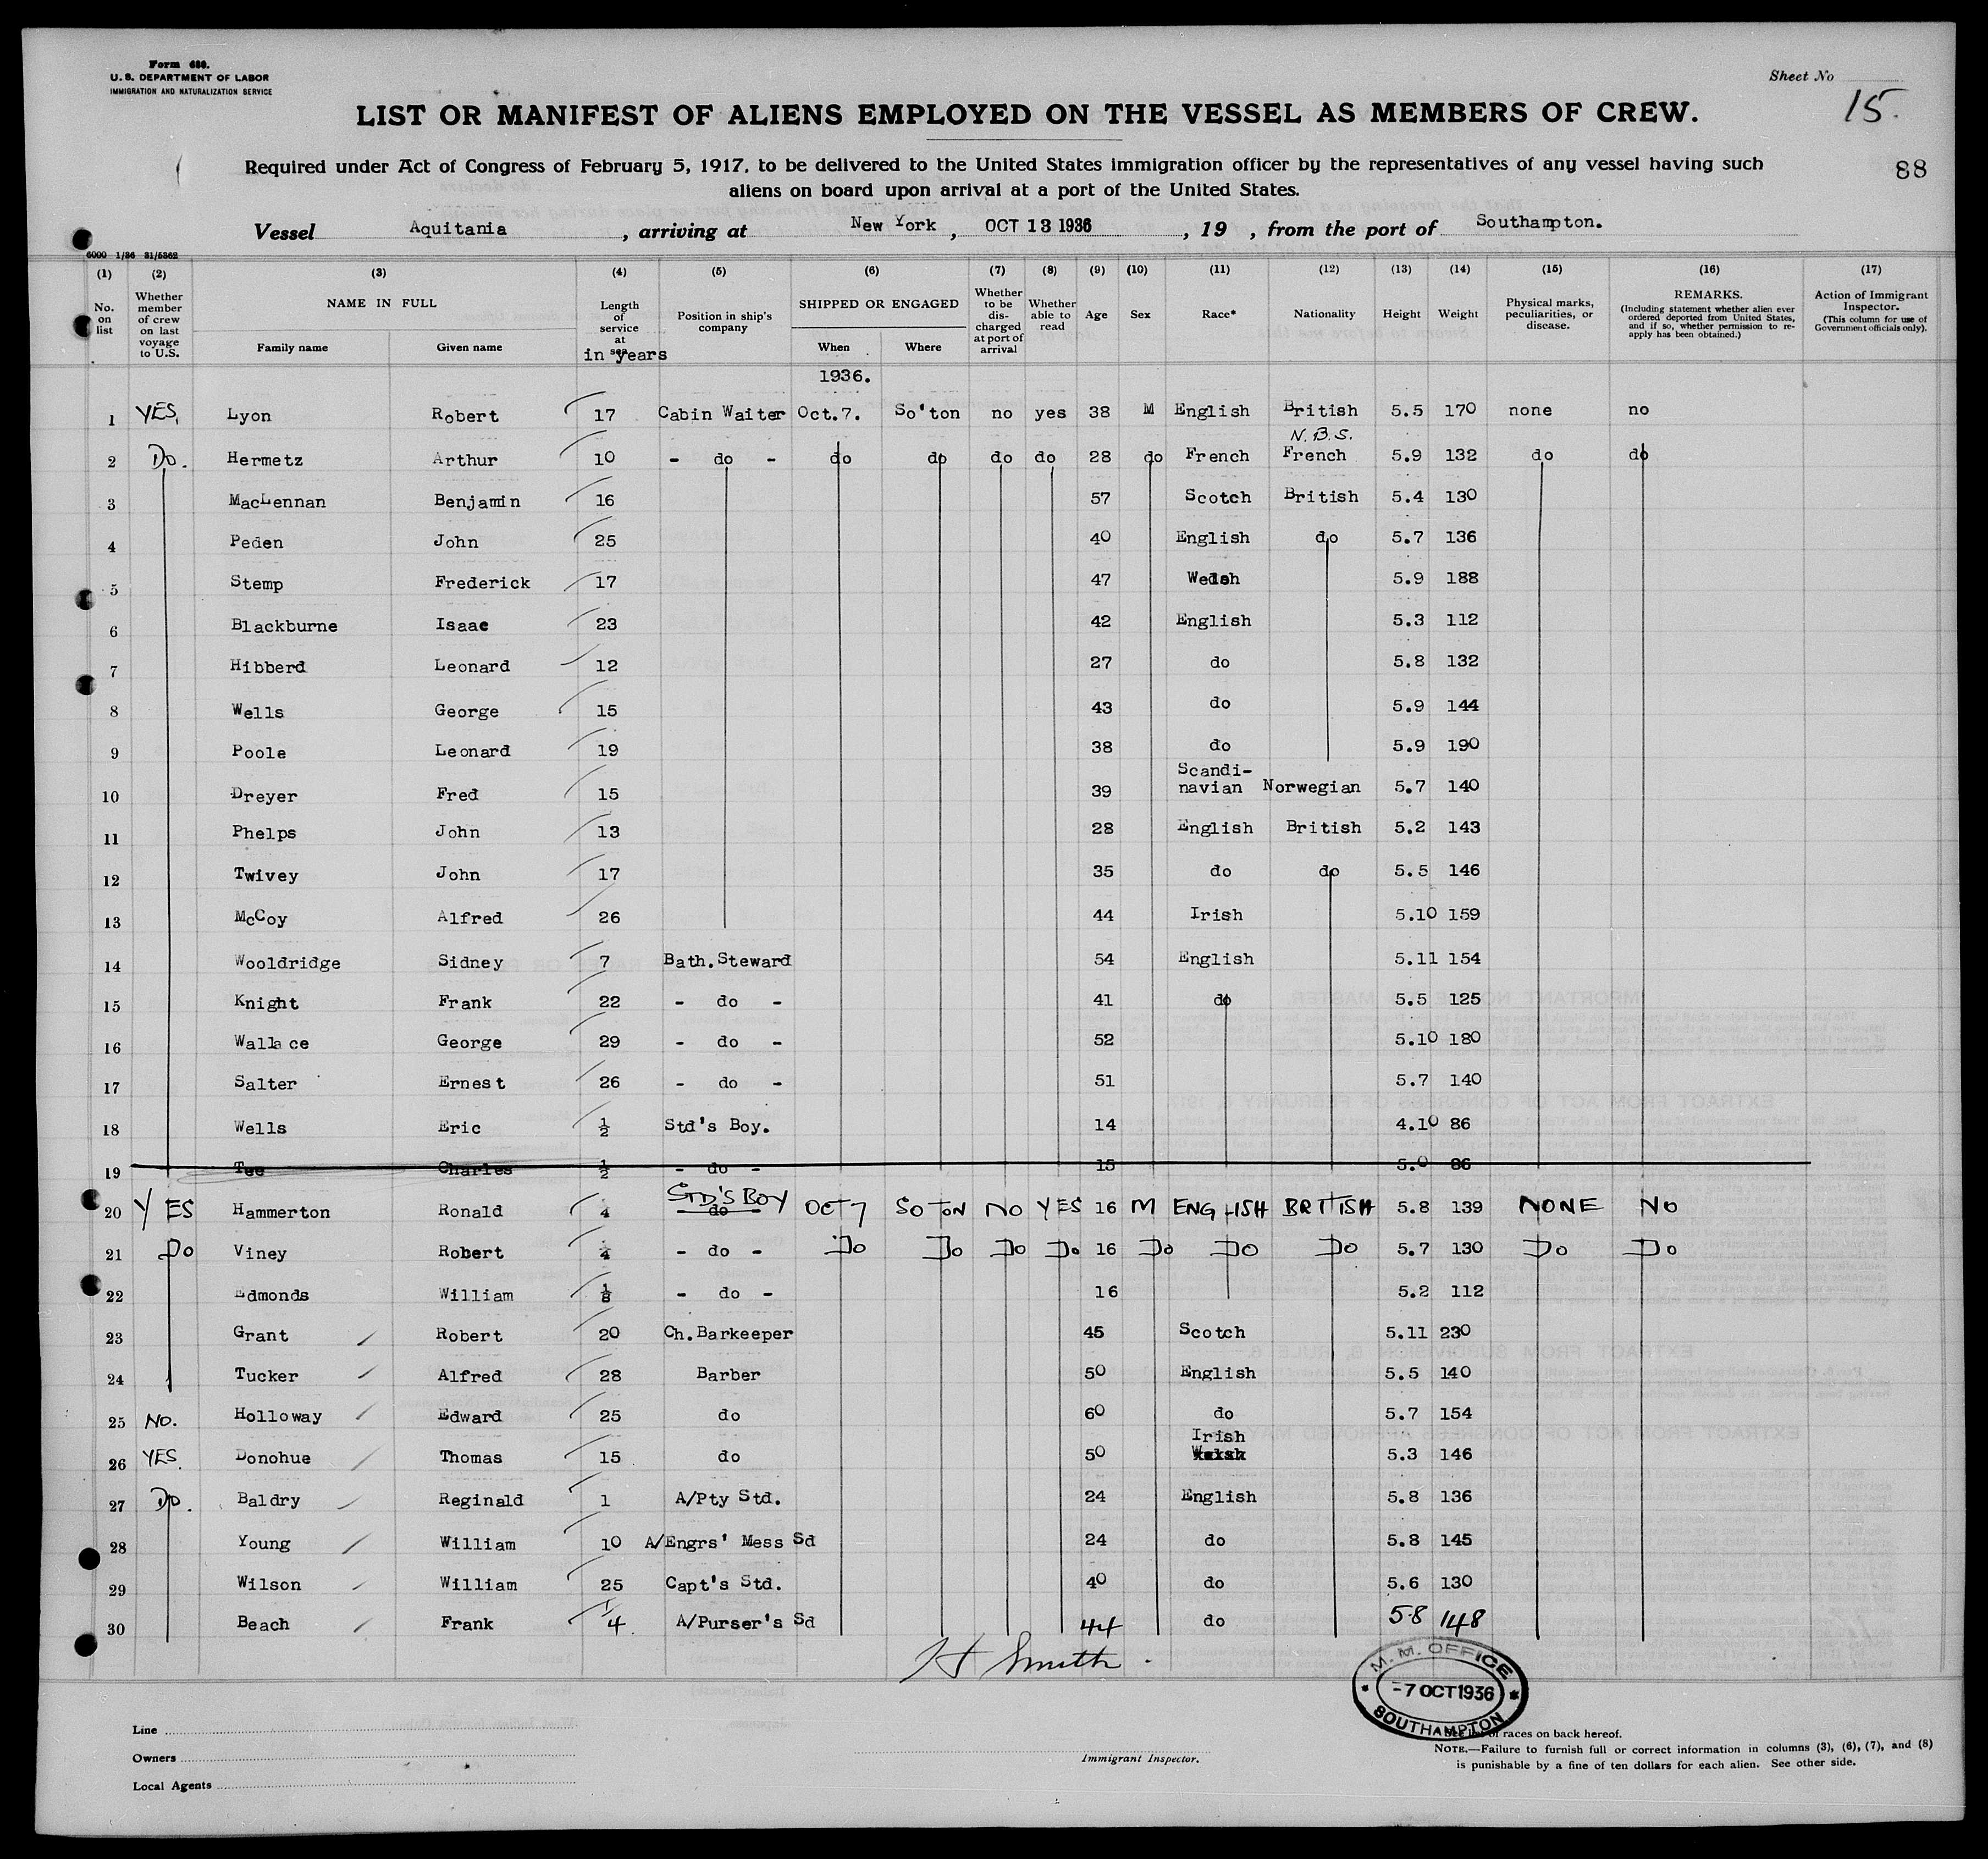 Form 680.
U. S. DEPARTMENT OF LABOR
IMMIGRATION AND NATURALIZATION SERVICE
Sheet No
15.
LIST OR MANIFEST OF ALIENS EMPLOYED ON THE VESSEL AS MEMBERS OF CREW.
88
Required under Act of Congress of February 5, 1917, to be delivered to the United States immigration officer by the representatives of any vessel having such
aliens on board upon arrival at a port of the United States.
Vessel Aquitania , arriving at New York , OCT 13 1936 , 19 , from the port of Southampton.
6000 1/36 31/5362
(1) (2) (3) (4) (5) (6) (7) (8) (9) (10) (11) (12) (13) (14) (15) (16) (17)
No. on list Whether member of crew on last voyage to U.S. NAME IN FULL Family name Given name Length of service at sea in years Position in ship's company SHIPPED OR ENGAGED When Where Whether to be discharged at port of arrival Whether able to read Age Sex Race* Nationality Height Weight Physical marks, peculiarities, or disease. REMARKS. (Including statement whether alien ever ordered deported from United States, and if so, whether permission to re-apply has been obtained.) Action of Immigrant Inspector. (This column for use of Government officials only).
1936.
1 YES, Lyon Robert 17 Cabin Waiter Oct.7. So'ton no yes 38 M English British 5.5 170 none no
N.B.S.
2 Do. Hermetz Arthur 10 - do - do do do do 28 do French French 5.9 132 do do
3 MacLennan Benjamin 16 57 Scotch British 5.4 130
4 Peden John 25 40 English do 5.7 136
5 Stemp Frederick 17 47 Welsh 5.9 188
6 Blackburne Isaac 23 42 English 5.3 112
7 Hibberd Leonard 12 27 do 5.8 132
8 Wells George 15 43 do 5.9 144
9 Poole Leonard 19 38 do 5.9 190
10 Dreyer Fred 15 39 Scandi-navian Norwegian 5.7 140
11 Phelps John 13 28 English British 5.2 143
12 Twivey John 17 35 do do 5.5 146
13 McCoy Alfred 26 44 Irish 5.10 159
14 Wooldridge Sidney 7 Bath.Steward 54 English 5.11 154
15 Knight Frank 22 - do - 41 do 5.5 125
16 Wallace George 29 - do - 52 5.10 180
17 Salter Ernest 26 - do - 51 5.7 140
18 Wells Eric ½ Std's Boy. 14 4.10 86
19 Tee Charles ½ - do - 15 5.0 86
20 YES Hammerton Ronald 4 STD'S BOY - do - OCT 7 SOTON NO YES 16 M ENGLISH BRITISH 5.8 139 NONE NO
21 Do Viney Robert ¼ - do - Do Do Do Do 16 Do Do Do 5.7 130 Do Do
22 Edmonds William ⅛ - do - 16 5.2 112
23 Grant Robert 20 Ch.Barkeeper 45 Scotch 5.11 230
24 Tucker Alfred 28 Barber 50 English 5.5 140
25 NO. Holloway Edward 25 do 60 do 5.7 154
Irish
26 YES. Donohue Thomas 15 do 50 Welsh 5.3 146
27 Do. Baldry Reginald 1 A/Pty Std. 24 English 5.8 136
28 Young William 10 A/Engrs' Mess Sd 24 do 5.8 145
29 Wilson William 25 Capt's Std. 40 do 5.6 130
30 Beach Frank ¼ A/Purser's Sd 44 do 5.8 148
H Smith.
M. M. OFFICE
-7 OCT 1936
SOUTHAMPTON
Line
Owners
Local Agents
Immigrant Inspector.
See list of races on back hereof.
NOTE.—Failure to furnish full or correct information in columns (3), (6), (7), and (8)
is punishable by a fine of ten dollars for each alien. See other side.